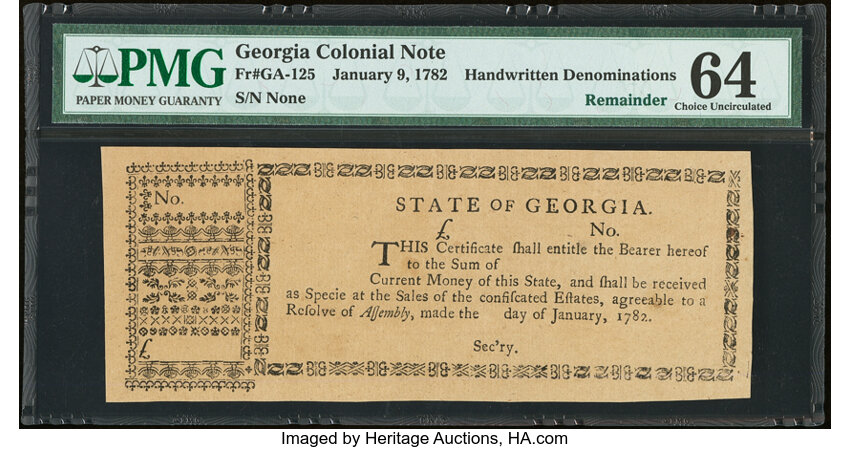 PMG
PAPER MONEY GUARANTY
Georgia Colonial Note
Fr#GA-125 January 9, 1782 Handwritten Denominations
S/N None
Remainder
64
Choice Uncirculated
No.
£
STATE OF GEORGIA.
£ No.
THIS Certificate ſhall entitle the Bearer hereof
to the Sum of
Current Money of this State, and ſhall be received
as Specie at the Sales of the confiſcated Eſtates, agreeable to a
Reſolve of Aſſembly, made the day of January, 1782.
Sec'ry.
Imaged by Heritage Auctions, HA.com